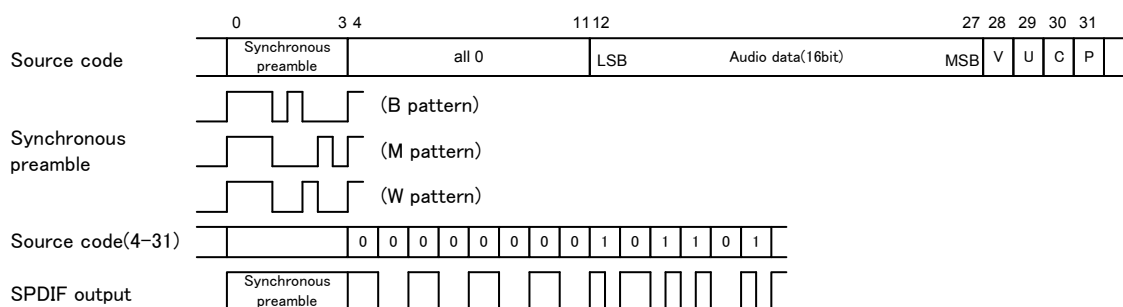 0 3 4 11 12 27 28 29 30 31
Source code Synchronous preamble all 0 LSB Audio data(16bit) MSB V U C P
(B pattern)
Synchronous preamble (M pattern)
(W pattern)
Source code(4-31) 0 0 0 0 0 0 0 0 1 0 1 1 0 1
SPDIF output Synchronous preamble